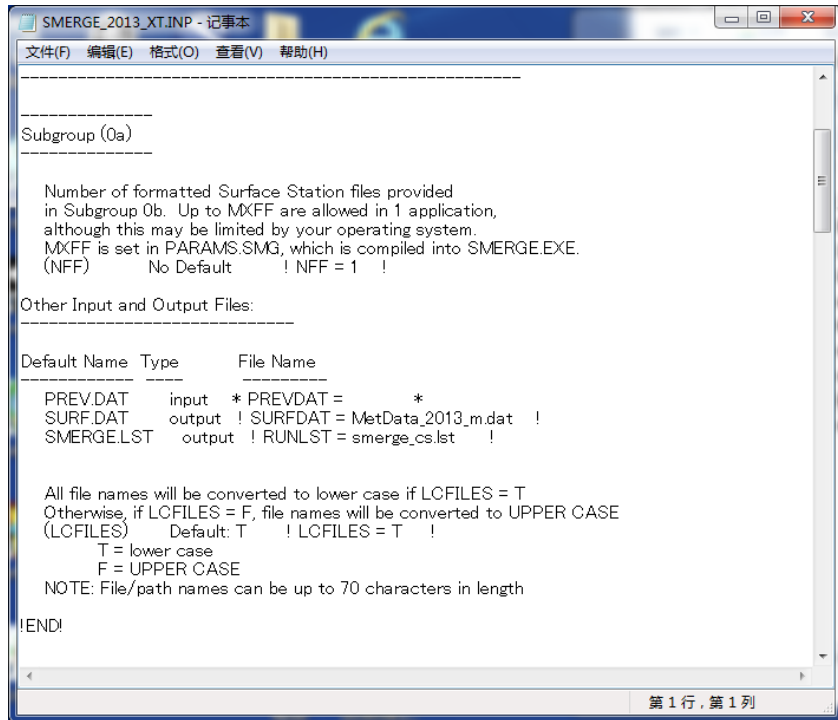 SMERGE_2013_XT.INP - 记事本
文件(F) 编辑(E) 格式(O) 查看(V) 帮助(H)
-----------------------------------------------------
--------------
Subgroup (0a)
--------------
Number of formatted Surface Station files provided
in Subgroup 0b. Up to MXFF are allowed in 1 application,
although this may be limited by your operating system.
MXFF is set in PARAMS.SMG, which is compiled into SMERGE.EXE.
(NFF) No Default ! NFF = 1 !
Other Input and Output Files:
-----------------------------
Default Name Type File Name
------------ ---- ---------
PREV.DAT input * PREVDAT = *
SURF.DAT output ! SURFDAT = MetData_2013_m.dat !
SMERGE.LST output ! RUNLST = smerge_cs.lst !
All file names will be converted to lower case if LCFILES = T
Otherwise, if LCFILES = F, file names will be converted to UPPER CASE
(LCFILES) Default: T ! LCFILES = T !
T = lower case
F = UPPER CASE
NOTE: File/path names can be up to 70 characters in length
!END!
第 1 行，第 1 列